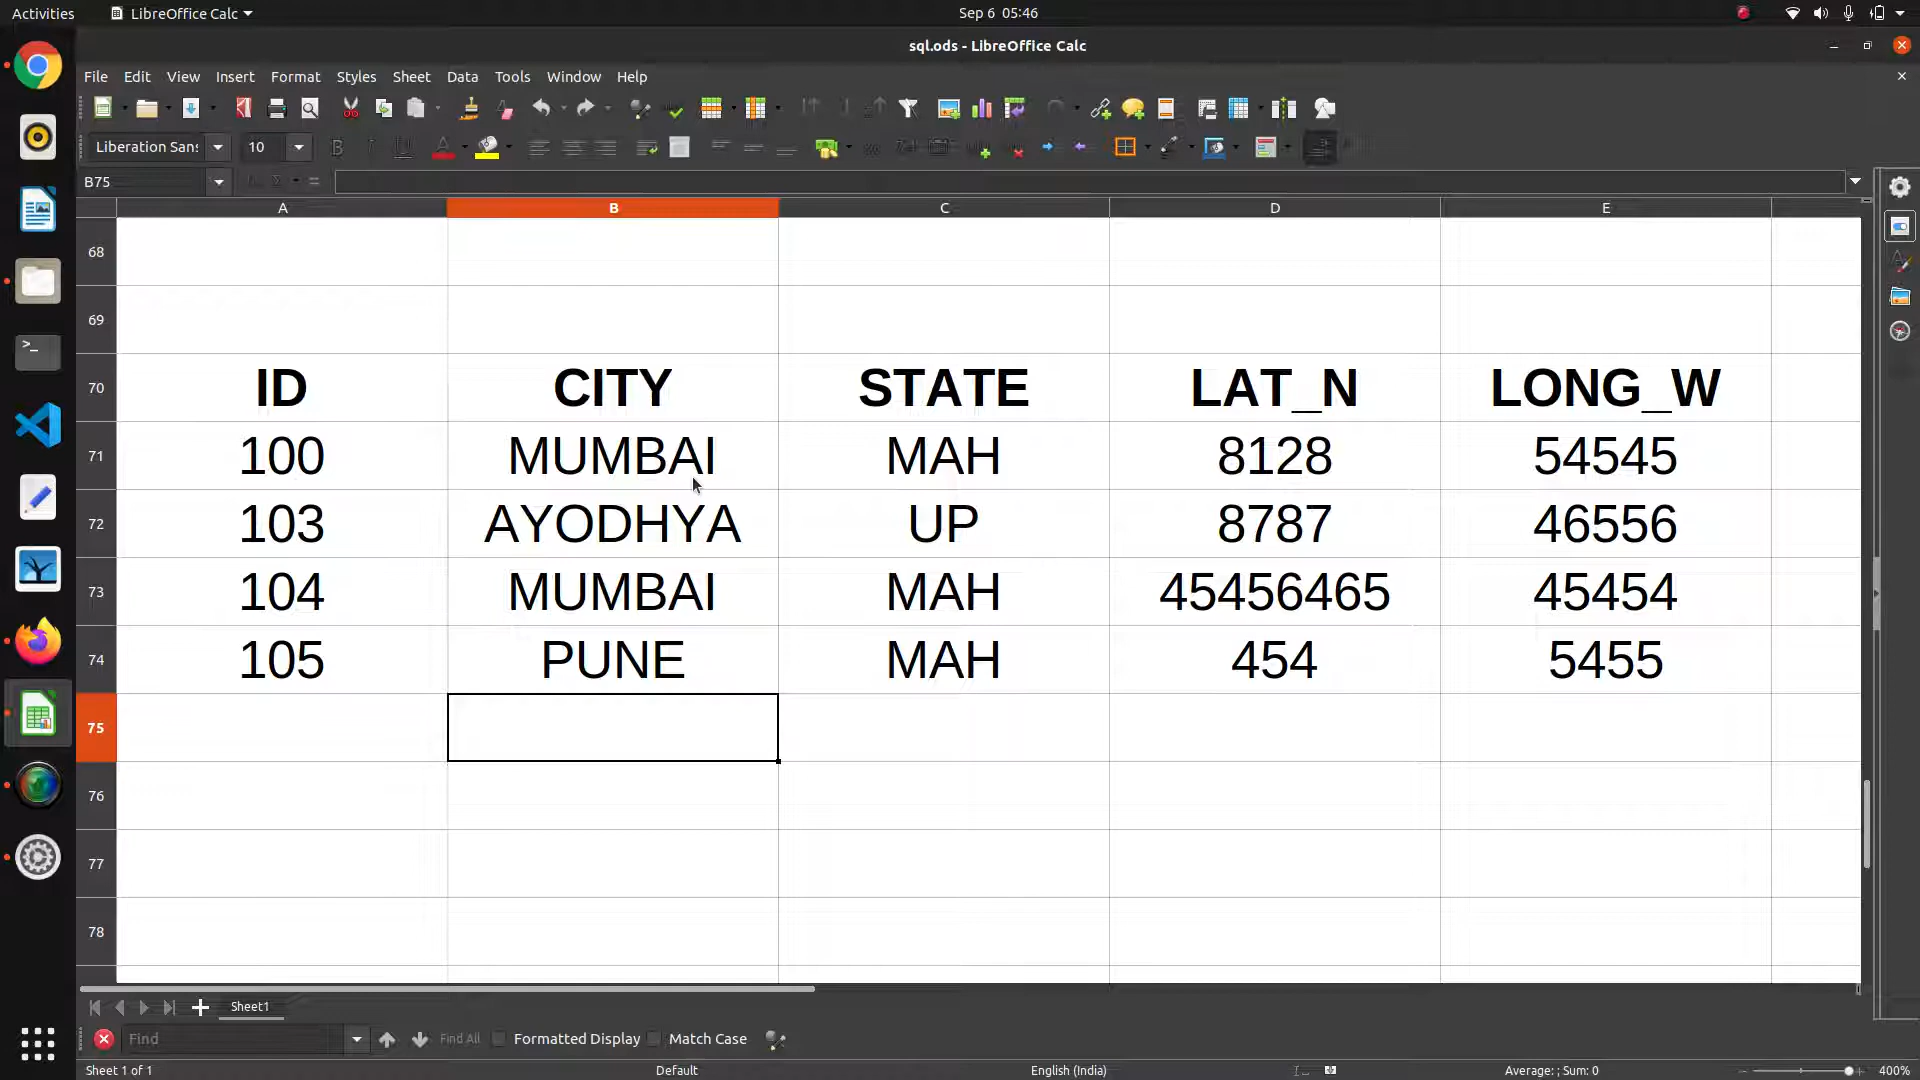 Activities LibreOffice Calc Sep 6 05:46
sql.ods - LibreOffice Calc
File Edit View Insert Format Styles Sheet Data Tools Window Help
Liberation Sans 10
B75
A B C D E
68
69
70 ID CITY STATE LAT_N LONG_W
71 100 MUMBAI MAH 8128 54545
72 103 AYODHYA UP 8787 46556
73 104 MUMBAI MAH 45456465 45454
74 105 PUNE MAH 454 5455
75
76
77
78
Sheet1
Find Find All Formatted Display Match Case
Sheet 1 of 1 Default English (India) Average: ; Sum: 0 400%